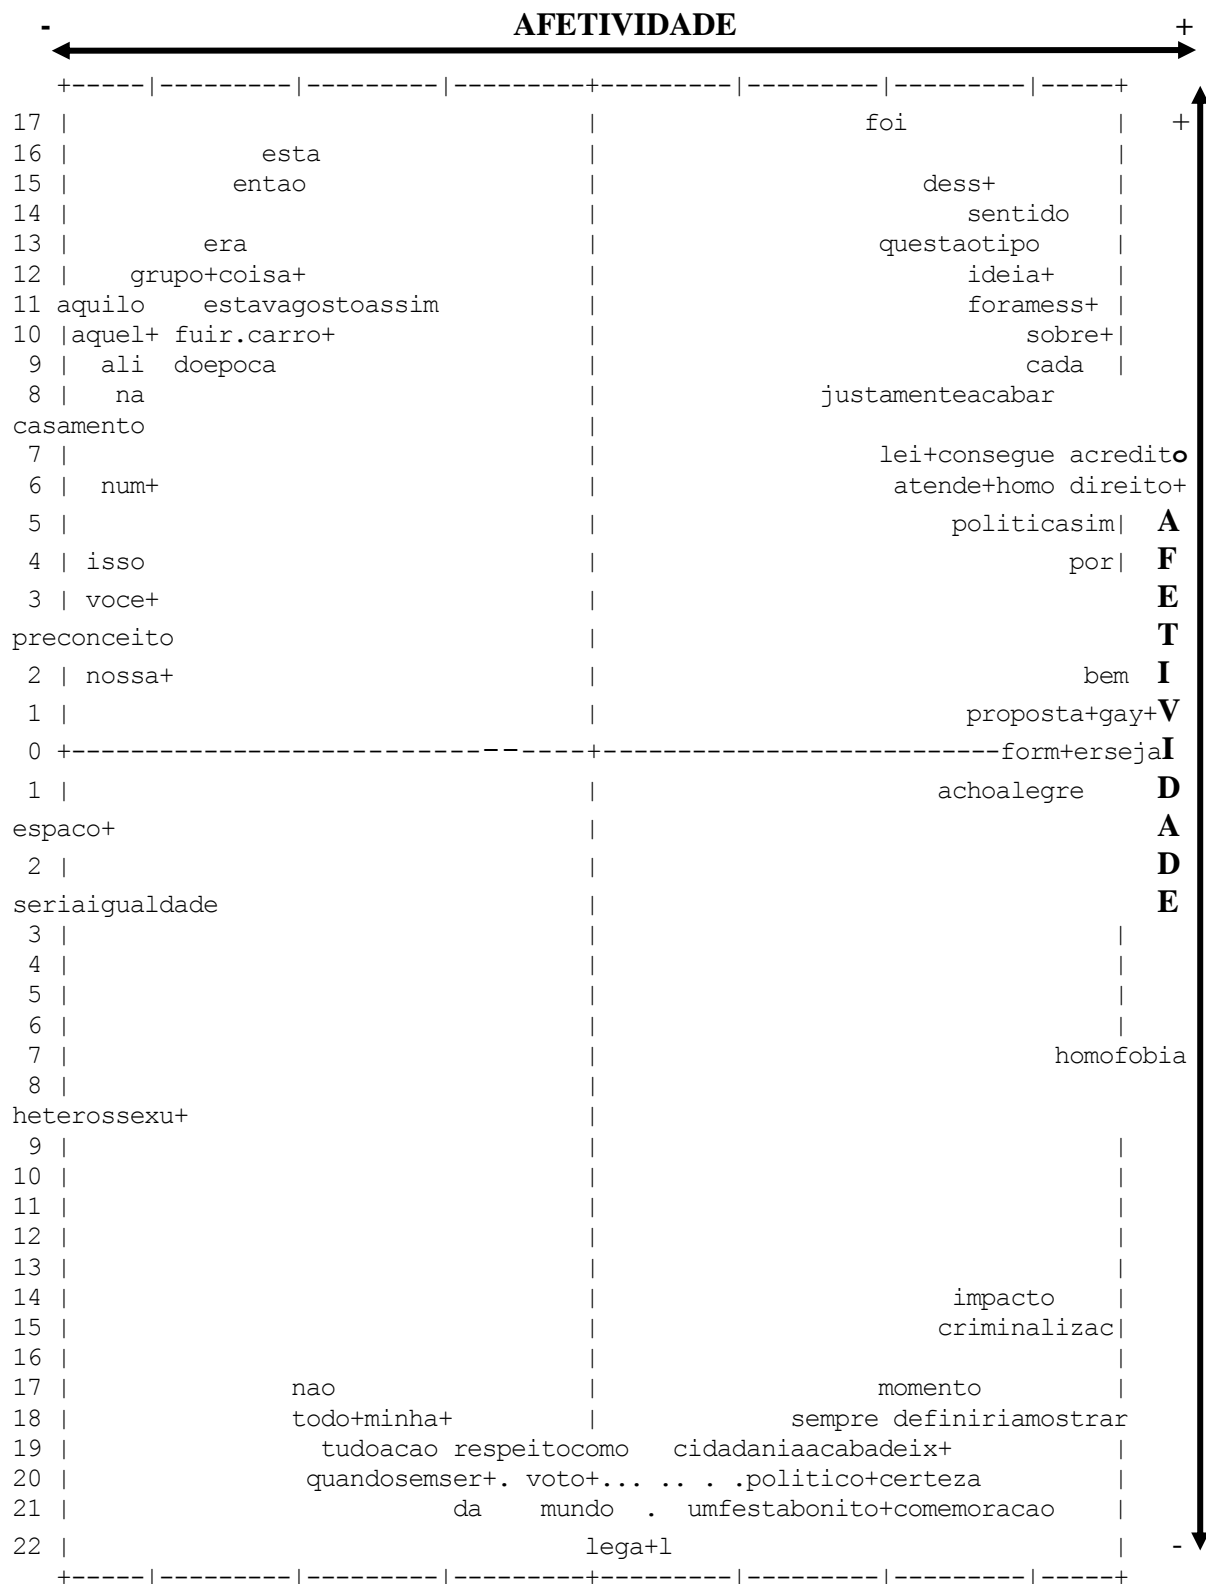 - AFETIVIDADE +
+-----|---------|---------|---------+---------|---------|---------|-----+
17 | | foi | +
16 | esta | |
15 | entao | dess+ |
14 | | sentido |
13 | era | questaotipo |
12 | grupo+coisa+ | ideia+ |
11 aquilo estavagostoassim | foramess+ |
10 |aquel+ fuir.carro+ | sobre+|
9 | ali doepoca | cada |
8 | na | justamenteacabar
casamento |
7 | | lei+consegue acredito
6 | num+ | atende+homo direito+
5 | | politicasim| A
4 | isso | por| F
3 | voce+ | E
preconceito | T
2 | nossa+ | bem I
1 | | proposta+gay+V
0 +-----------------------------------+---------------------------form+ersejaI
1 | | achoalegre D
espaco+ | A
2 | | D
seriaigualdade | E
3 | | |
4 | | |
5 | | |
6 | | |
7 | | homofobia
8 | |
heterossexu+ |
9 | | |
10 | | |
11 | | |
12 | | |
13 | | |
14 | | impacto |
15 | | criminalizac|
16 | | |
17 | nao | momento |
18 | todo+minha+ | sempre definiriamostrar
19 | tudoacao respeitocomo cidadaniaacabadeix+ |
20 | quandosemser+. voto+... .. . .politico+certeza |
21 | da mundo . umfestabonito+comemoracao |
22 | lega+l | -
+-----|---------|---------|---------+---------|---------|---------|-----+